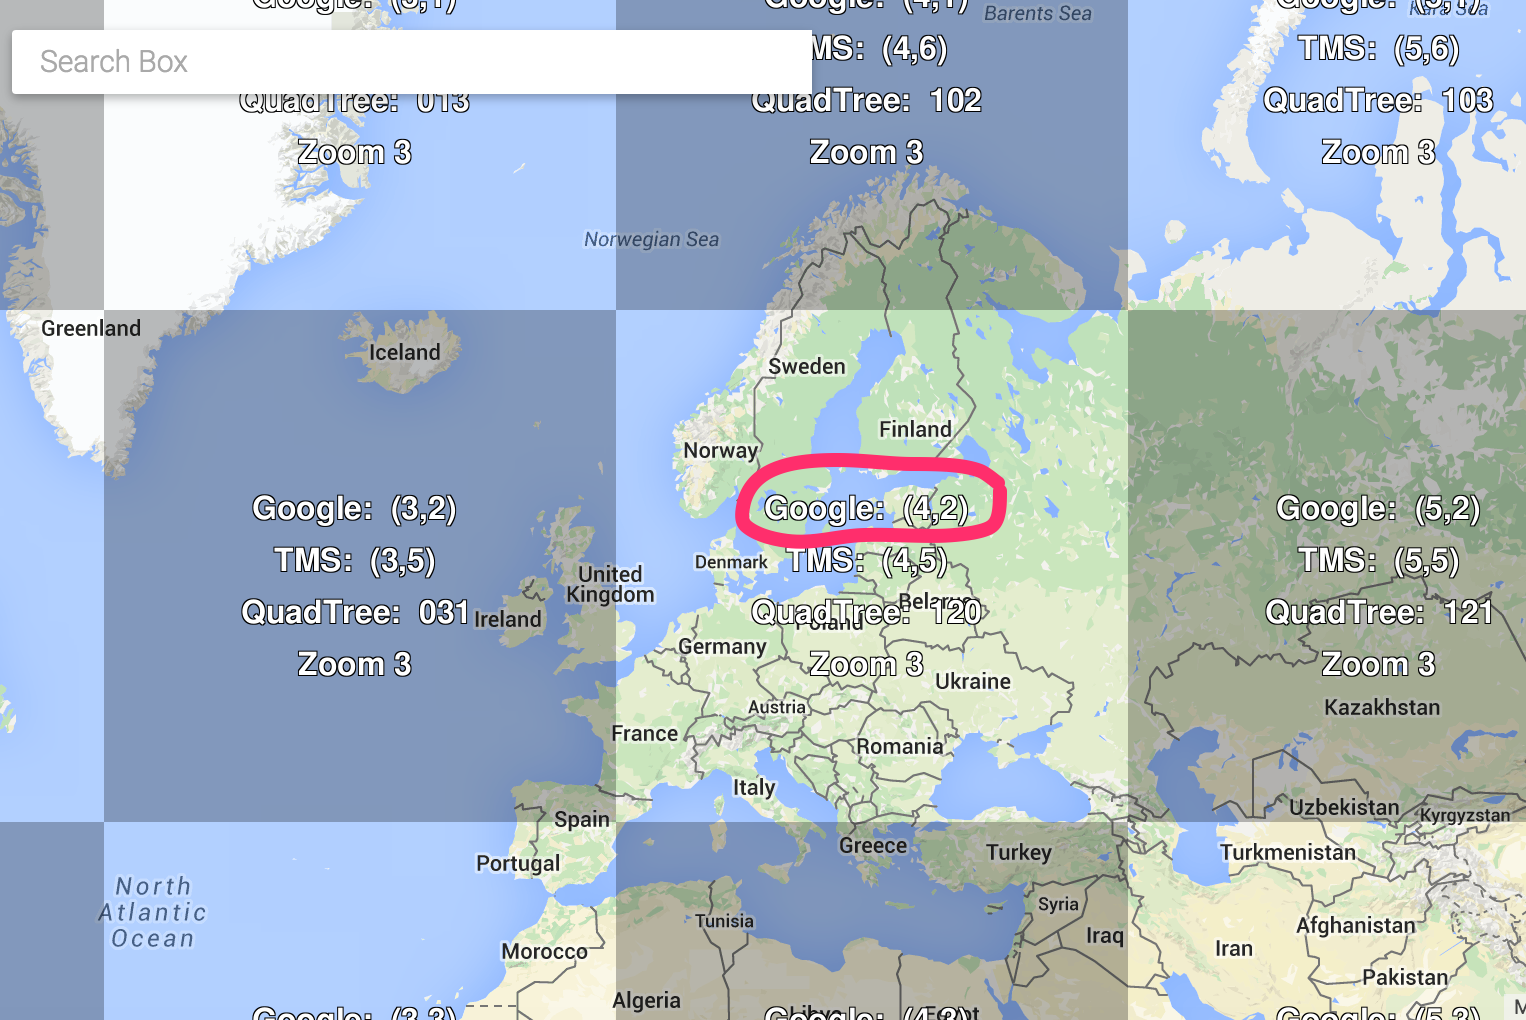 Google: (3,1)
Google: (4,1)
Google: (5,1)
Barents Sea
Kara Sea
Search Box
TMS: (4,6)
TMS: (5,6)
QuadTree: 013
QuadTree: 102
QuadTree: 103
Zoom 3
Zoom 3
Zoom 3
Norwegian Sea
Greenland
Iceland
Sweden
Finland
Norway
Google: (3,2)
Google: (4,2)
Google: (5,2)
TMS: (3,5)
Denmark
TMS: (4,5)
TMS: (5,5)
United
Kingdom
Belarus
QuadTree: 031
Ireland
QuadTree: 120
QuadTree: 121
Poland
Germany
Zoom 3
Zoom 3
Zoom 3
Ukraine
Austria
Kazakhstan
France
Romania
Italy
Uzbekistan
Kyrgyzstan
Spain
Greece
Turkey
Turkmenistan
Portugal
North
Atlantic
Ocean
Syria
Tunisia
Afghanistan
Iraq
Iran
Morocco
Pakistan
Algeria
Libya
Egypt
Google: (3,3)
Google: (4,3)
Google: (5,3)